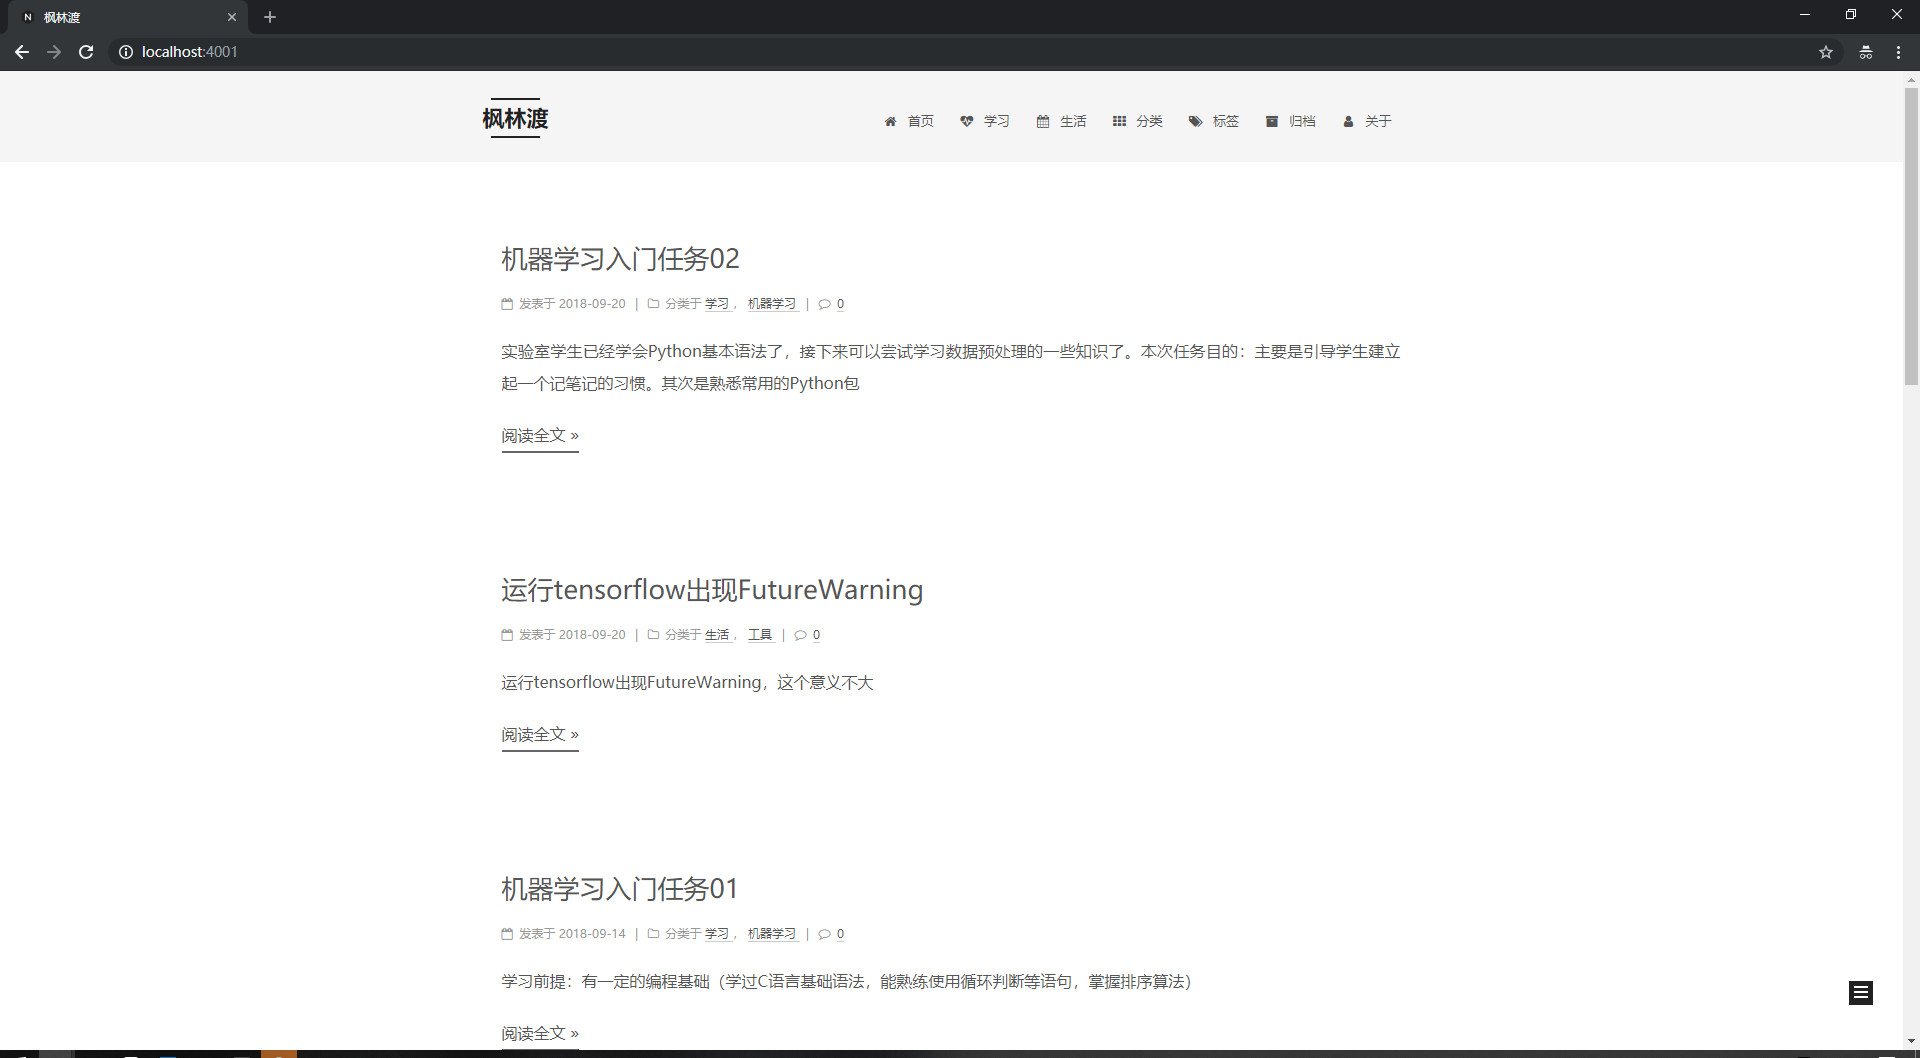 枫林渡
localhost:4001
枫林渡
首页 学习 生活 分类 标签 归档 关于
机器学习入门任务02
发表于 2018-09-20 | 分类于 学习 ， 机器学习 | 0
实验室学生已经学会Python基本语法了，接下来可以尝试学习数据预处理的一些知识了。本次任务目的：主要是引导学生建立
起一个记笔记的习惯。其次是熟悉常用的Python包
阅读全文 »
运行tensorflow出现FutureWarning
发表于 2018-09-20 | 分类于 生活 ， 工具 | 0
运行tensorflow出现FutureWarning，这个意义不大
阅读全文 »
机器学习入门任务01
发表于 2018-09-14 | 分类于 学习 ， 机器学习 | 0
学习前提：有一定的编程基础（学过C语言基础语法，能熟练使用循环判断等语句，掌握排序算法）
阅读全文 »